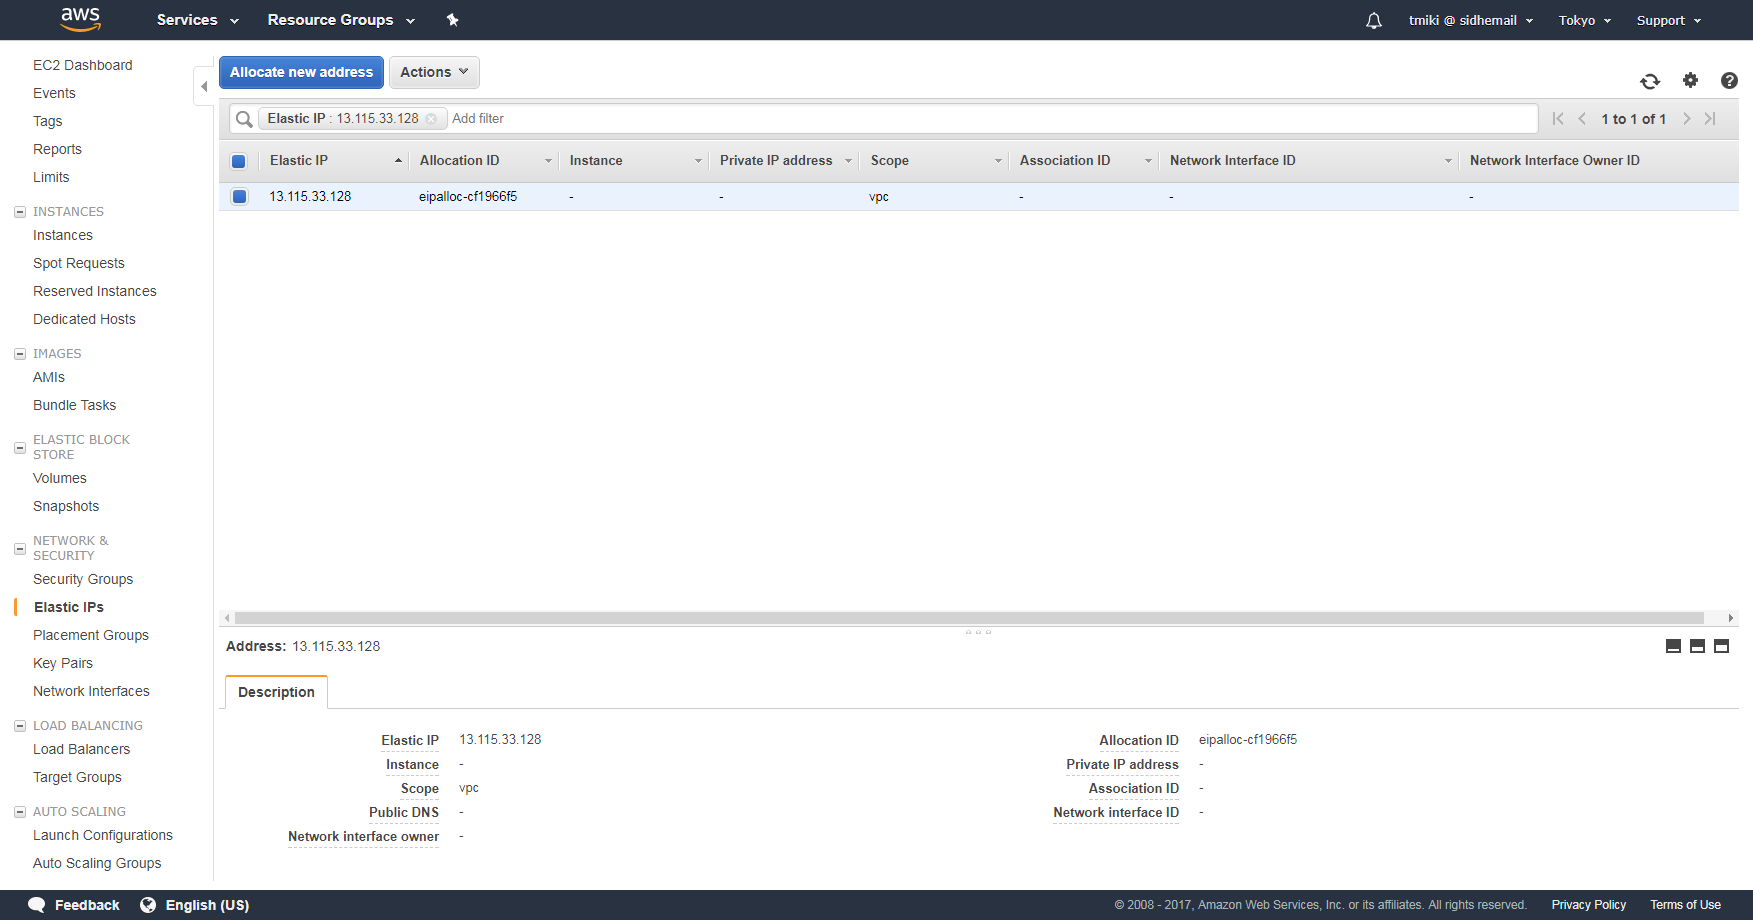 aws Services Resource Groups tmiki @ sidhemail Tokyo Support
EC2 Dashboard
Events
Tags
Reports
Limits
INSTANCES
Instances
Spot Requests
Reserved Instances
Dedicated Hosts
IMAGES
AMIs
Bundle Tasks
ELASTIC BLOCK
STORE
Volumes
Snapshots
NETWORK &
SECURITY
Security Groups
Elastic IPs
Placement Groups
Key Pairs
Network Interfaces
LOAD BALANCING
Load Balancers
Target Groups
AUTO SCALING
Launch Configurations
Auto Scaling Groups
Allocate new address Actions
Elastic IP : 13.115.33.128 Add filter 1 to 1 of 1
Elastic IP Allocation ID Instance Private IP address Scope Association ID Network Interface ID Network Interface Owner ID
13.115.33.128 eipalloc-cf1966f5 - - vpc - - -
Address: 13.115.33.128
Description
Elastic IP 13.115.33.128 Allocation ID eipalloc-cf1966f5
Instance - Private IP address -
Scope vpc Association ID -
Public DNS - Network interface ID -
Network interface owner -
Feedback English (US) © 2008 - 2017, Amazon Web Services, Inc. or its affiliates. All rights reserved. Privacy Policy Terms of Use